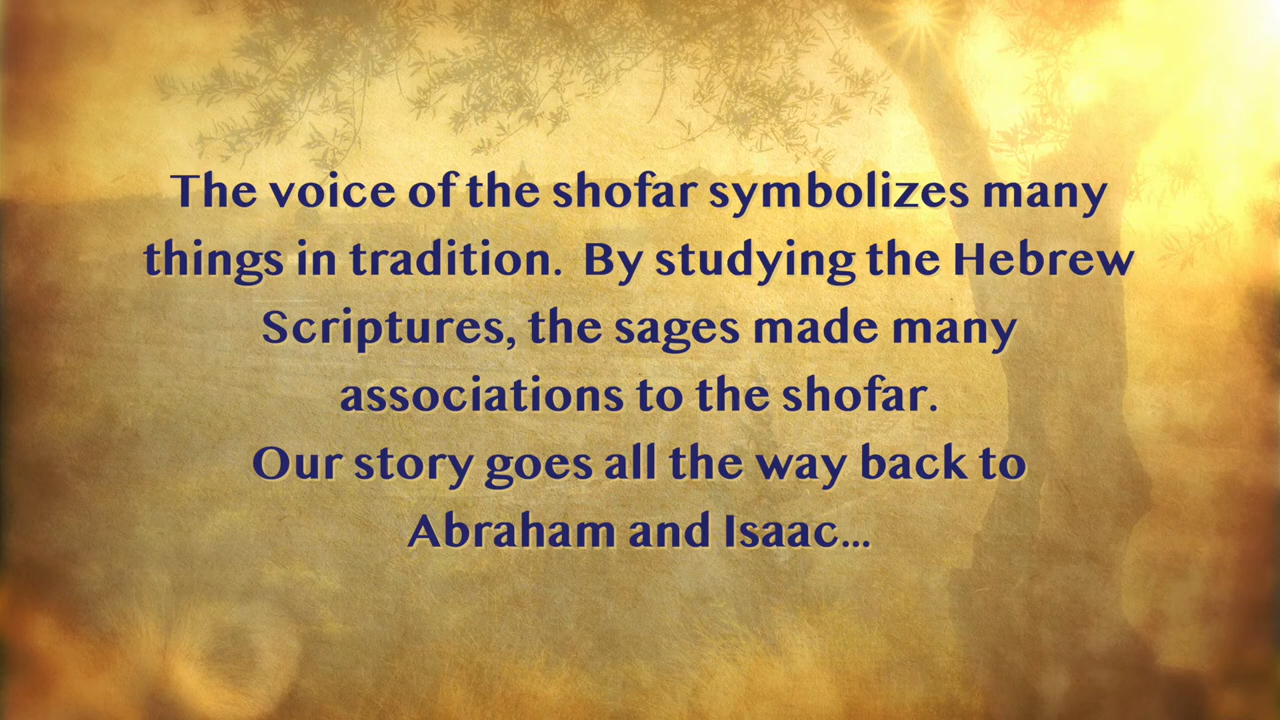 The voice of the shofar symbolizes many
things in tradition.  By studying the Hebrew
Scriptures, the sages made many
associations to the shofar.
Our story goes all the way back to
Abraham and Isaac...